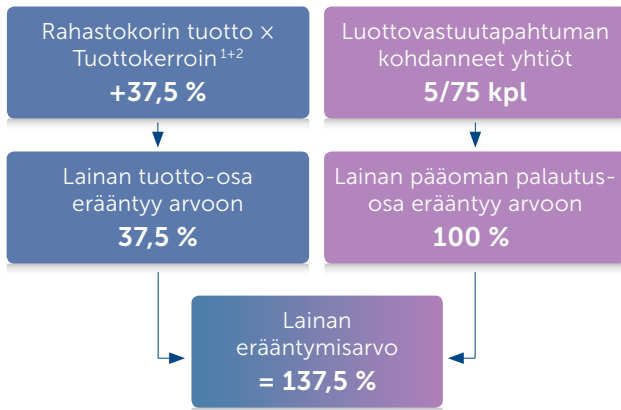 Rahastokorin tuotto ×
Tuottokerroin¹⁺²
+37,5 %
Luottovastuutapahtuman
kohdanneet yhtiöt
5/75 kpl
Lainan tuotto-osa
erääntyy arvoon
37,5 %
Lainan pääoman palautus-
osa erääntyy arvoon
100 %
Lainan
erääntymisarvo
= 137,5 %